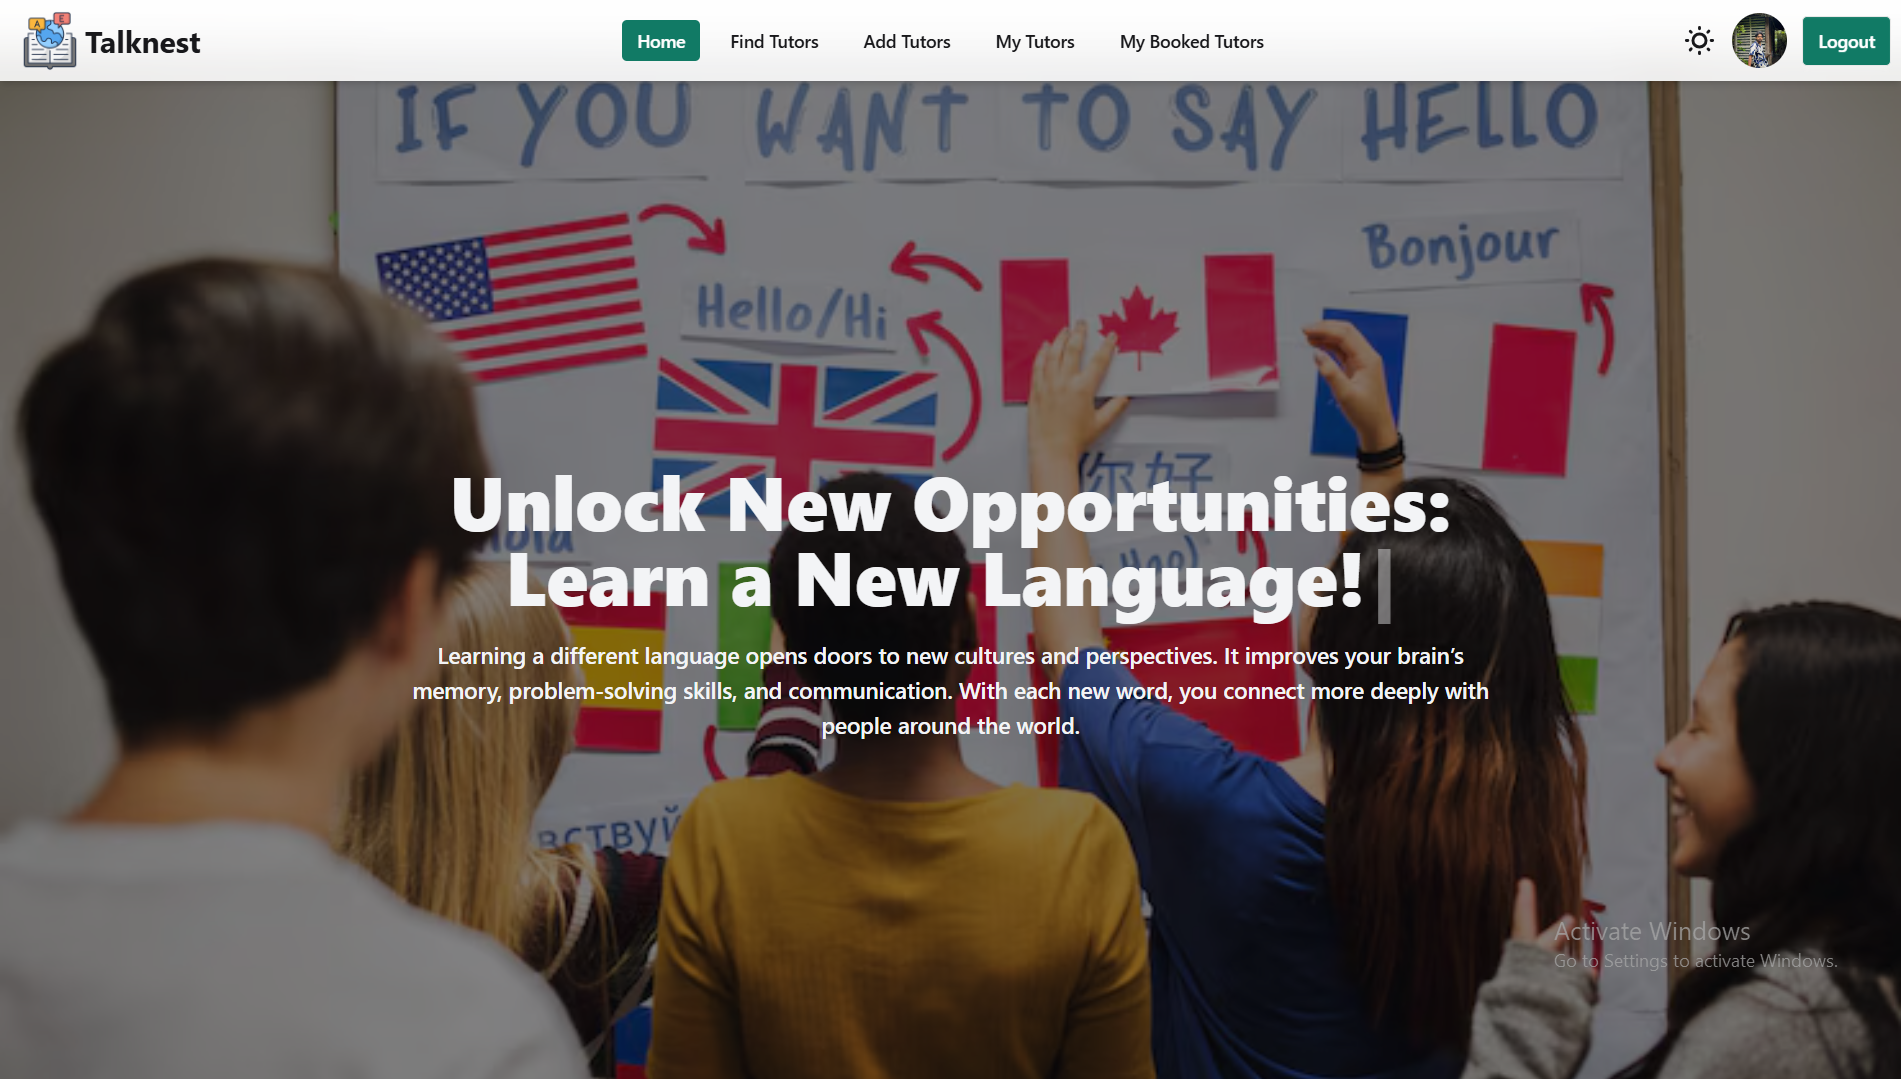 Talknest
Home
Find Tutors
Add Tutors
My Tutors
My Booked Tutors
Logout
IF YOU WANT TO SAY HELLO
Bonjour
Hello/Hi
你好
Unlock New Opportunities:
Learn a New Language!
Learning a different language opens doors to new cultures and perspectives. It improves your brain’s
memory, problem-solving skills, and communication. With each new word, you connect more deeply with
people around the world.
Activate Windows
Go to Settings to activate Windows.